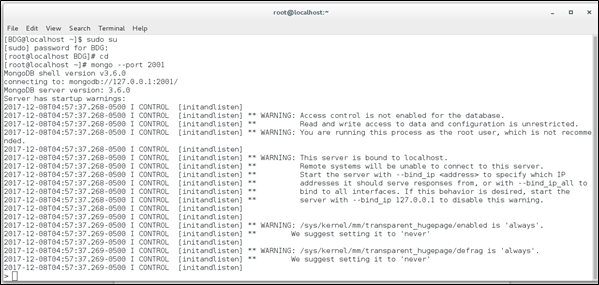 root@localhost:~
File Edit View Search Terminal Help
[BDG@localhost ~]$ sudo su
[sudo] password for BDG:
[root@localhost BDG]# cd
[root@localhost ~]# mongo --port 2001
MongoDB shell version v3.6.0
connecting to: mongodb://127.0.0.1:2001/
MongoDB server version: 3.6.0
Server has startup warnings:
2017-12-08T04:57:37.268-0500 I CONTROL  [initandlisten]
2017-12-08T04:57:37.268-0500 I CONTROL  [initandlisten] ** WARNING: Access control is not enabled for the database.
2017-12-08T04:57:37.268-0500 I CONTROL  [initandlisten] **          Read and write access to data and configuration is unrestricted.
2017-12-08T04:57:37.268-0500 I CONTROL  [initandlisten] ** WARNING: You are running this process as the root user, which is not recomme
nded.
2017-12-08T04:57:37.268-0500 I CONTROL  [initandlisten]
2017-12-08T04:57:37.268-0500 I CONTROL  [initandlisten] ** WARNING: This server is bound to localhost.
2017-12-08T04:57:37.268-0500 I CONTROL  [initandlisten] **          Remote systems will be unable to connect to this server.
2017-12-08T04:57:37.268-0500 I CONTROL  [initandlisten] **          Start the server with --bind_ip <address> to specify which IP
2017-12-08T04:57:37.268-0500 I CONTROL  [initandlisten] **          addresses it should serve responses from, or with --bind_ip_all to
2017-12-08T04:57:37.268-0500 I CONTROL  [initandlisten] **          bind to all interfaces. If this behavior is desired, start the
2017-12-08T04:57:37.268-0500 I CONTROL  [initandlisten] **          server with --bind_ip 127.0.0.1 to disable this warning.
2017-12-08T04:57:37.269-0500 I CONTROL  [initandlisten]
2017-12-08T04:57:37.269-0500 I CONTROL  [initandlisten]
2017-12-08T04:57:37.269-0500 I CONTROL  [initandlisten] ** WARNING: /sys/kernel/mm/transparent_hugepage/enabled is 'always'.
2017-12-08T04:57:37.269-0500 I CONTROL  [initandlisten] **        We suggest setting it to 'never'
2017-12-08T04:57:37.269-0500 I CONTROL  [initandlisten]
2017-12-08T04:57:37.269-0500 I CONTROL  [initandlisten] ** WARNING: /sys/kernel/mm/transparent_hugepage/defrag is 'always'.
2017-12-08T04:57:37.269-0500 I CONTROL  [initandlisten] **        We suggest setting it to 'never'
2017-12-08T04:57:37.269-0500 I CONTROL  [initandlisten]
>